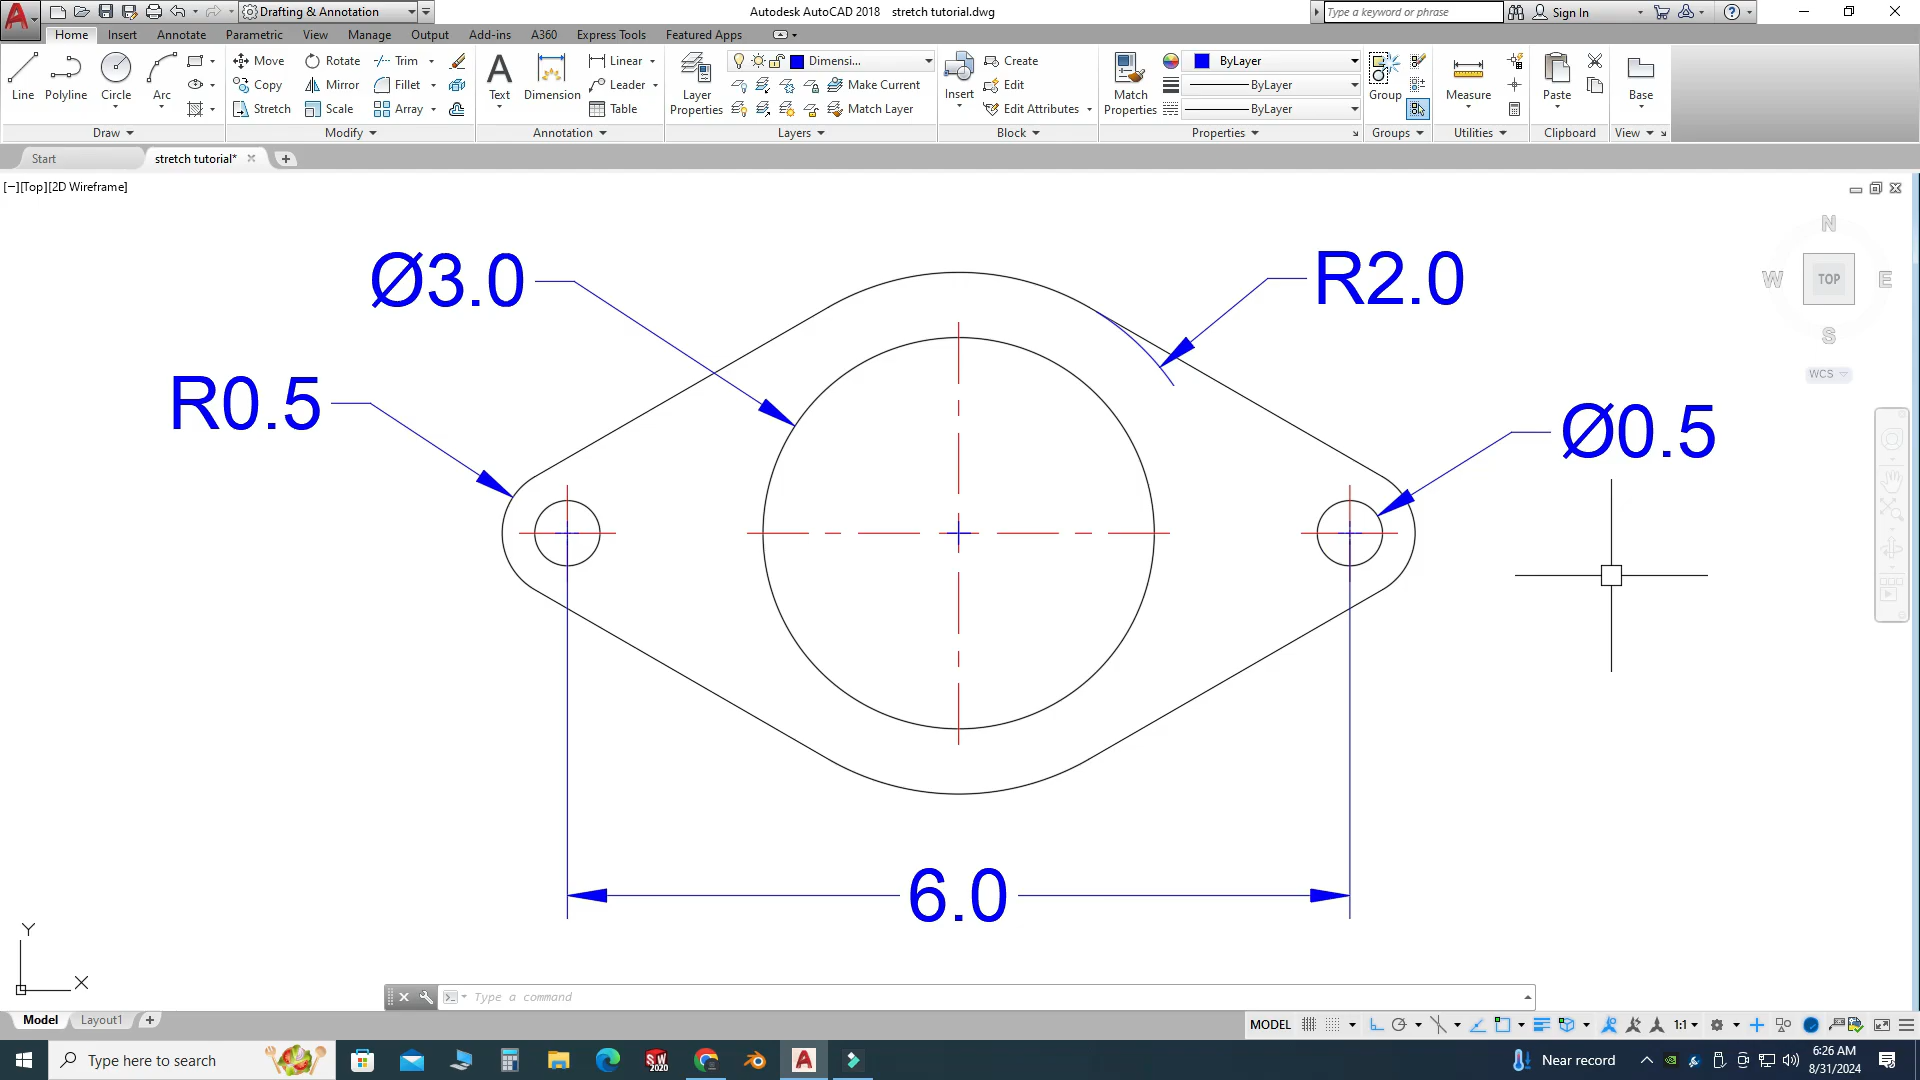 Drafting & Annotation
Autodesk AutoCAD 2018 stretch tutorial.dwg
Type a keyword or phrase
Sign In
Home Insert Annotate Parametric View Manage Output Add-ins A360 Express Tools Featured Apps
Line Polyline Circle Arc
Move Rotate Trim
Copy Mirror Fillet
Stretch Scale Array
Text Dimension
Linear
Leader
Table
Layer Properties
Dimensi...
Make Current
Match Layer
Insert
Create
Edit
Edit Attributes
Match Properties
ByLayer
ByLayer
ByLayer
Group
Measure
Paste
Base
Draw Modify Annotation Layers Block Properties Groups Utilities Clipboard View
Start stretch tutorial*
[−][Top][2D Wireframe]
N
W TOP E
S
WCS
Ø3.0
R2.0
R0.5
Ø0.5
6.0
Y
X
Type a command
Model Layout1
MODEL 1:1
Type here to search
SW
2020
Near record
6:26 AM
8/31/2024